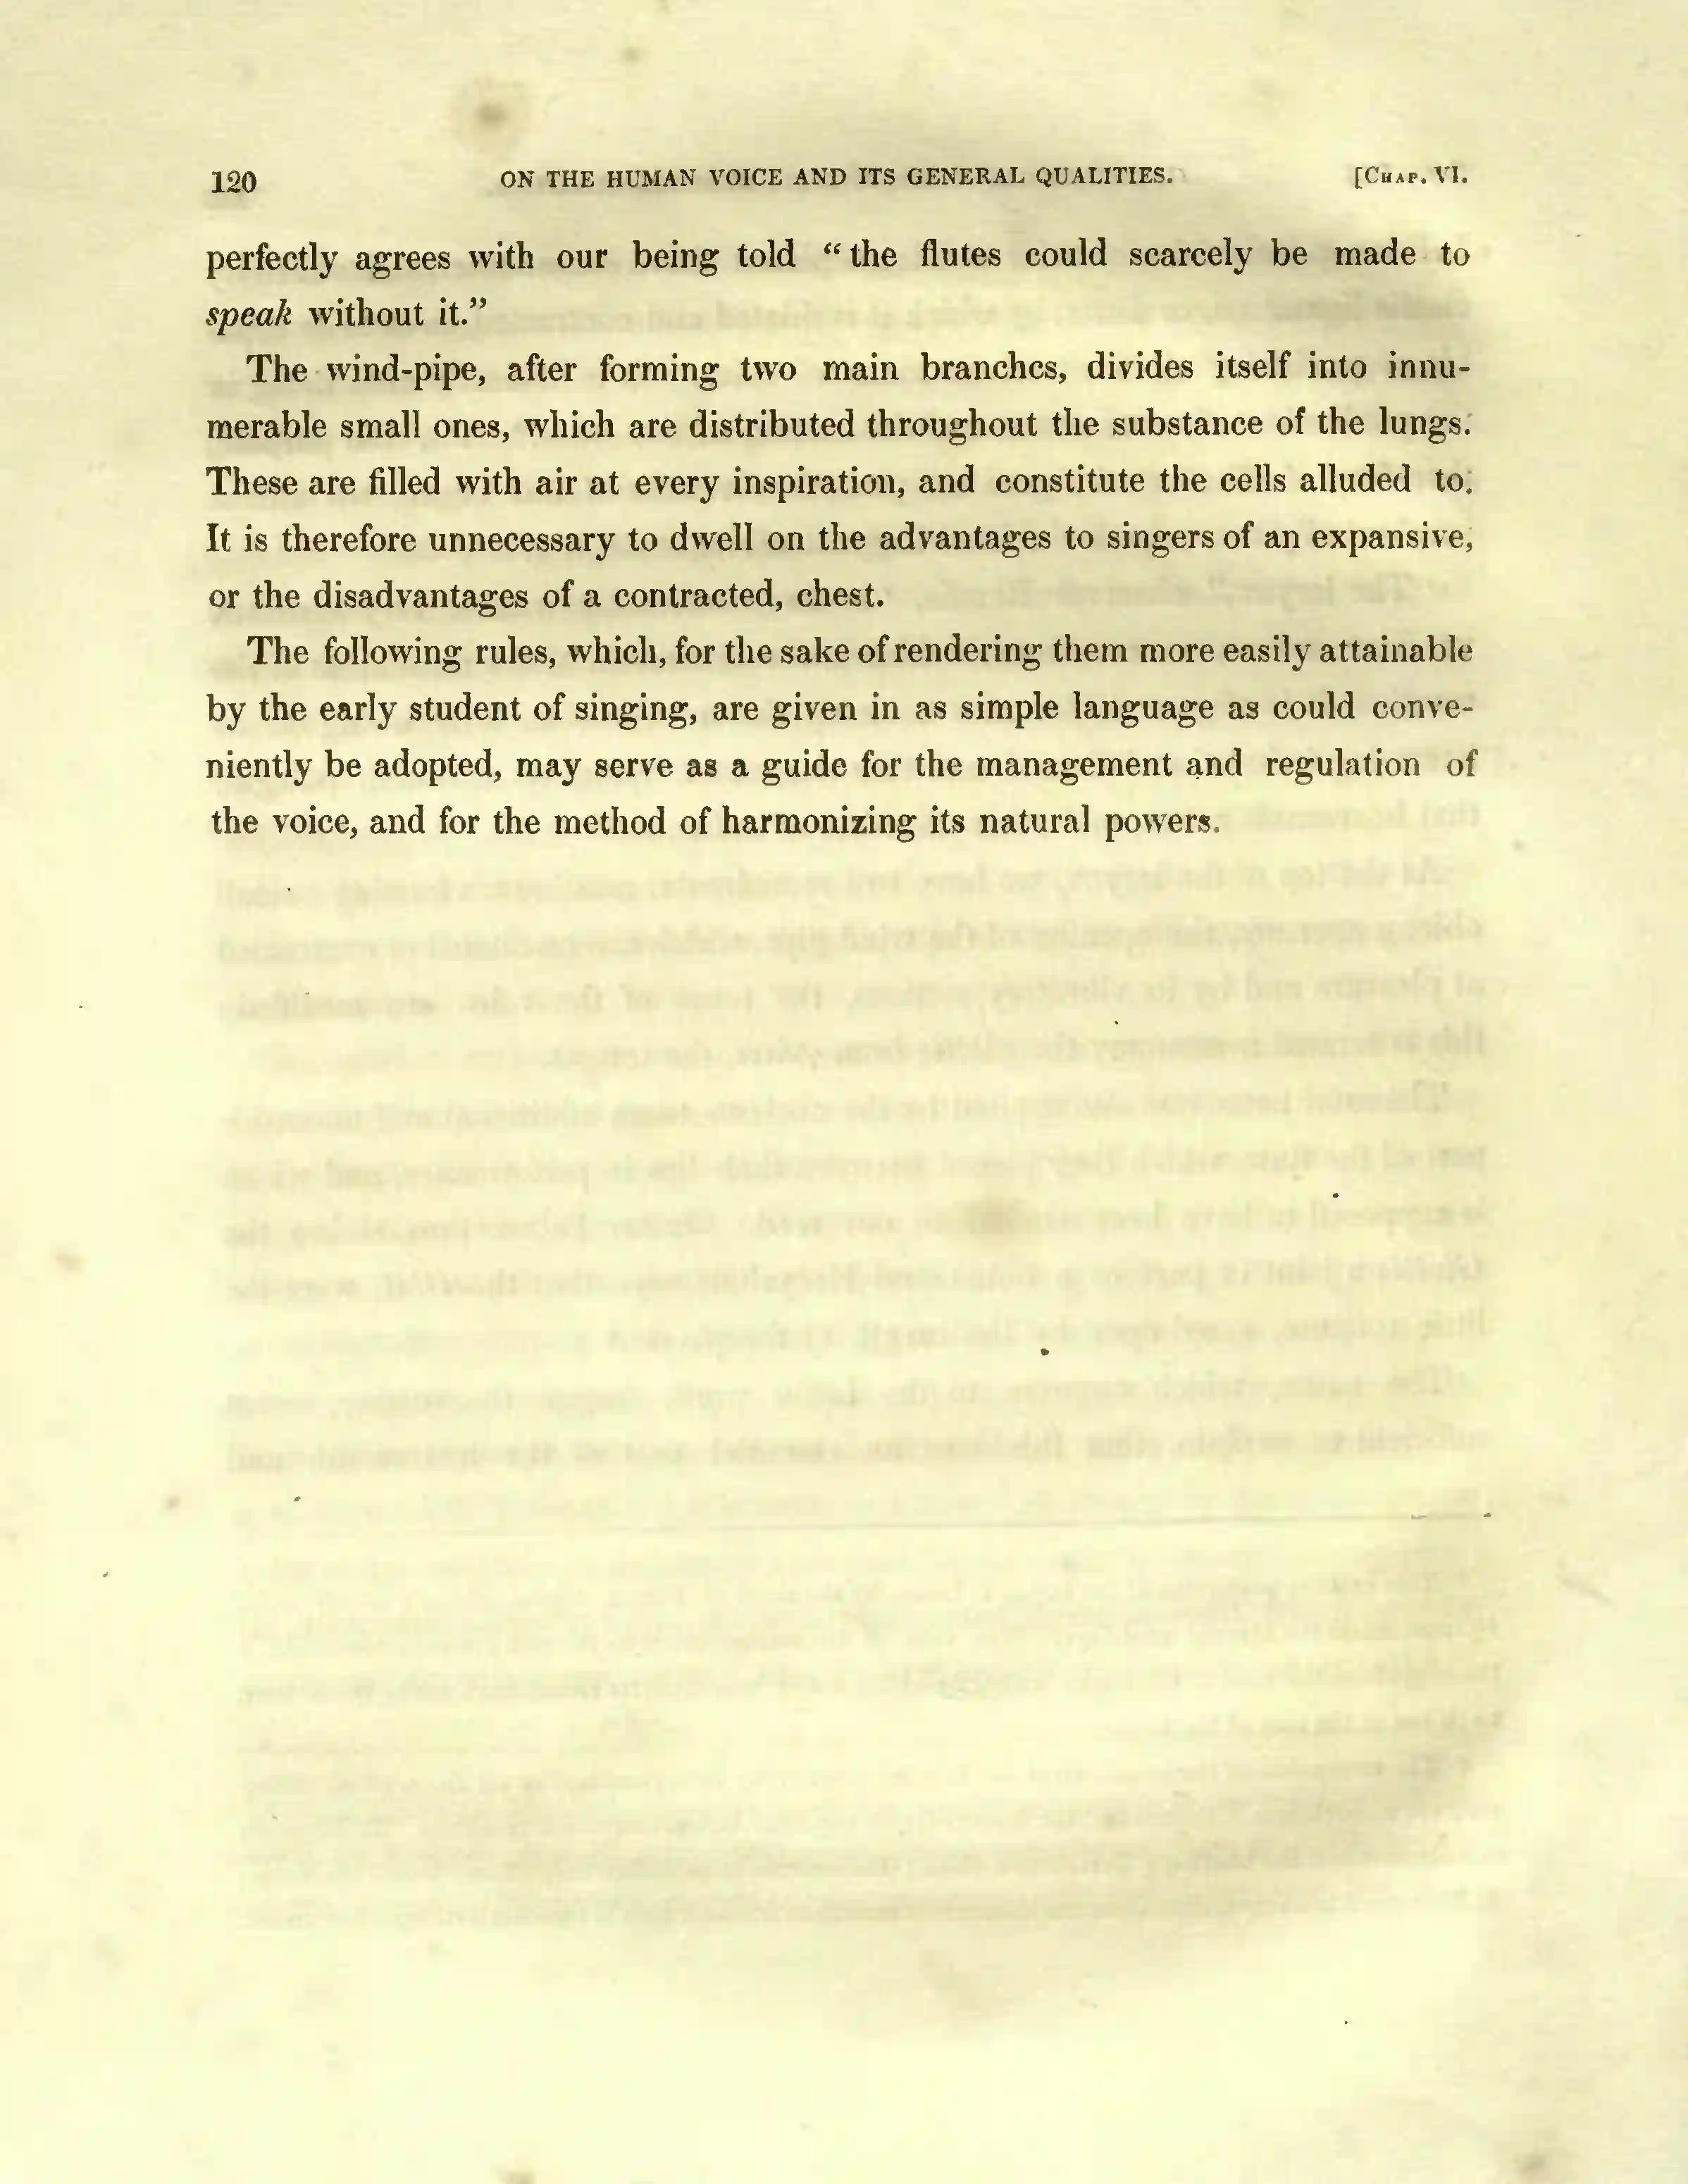 120 ON THE HUMAN VOICE AND ITS GENERAL QUALITIES. [CHAP. VI.
perfectly agrees with our being told “the flutes could scarcely be made to
speak without it.”
The wind-pipe, after forming two main branches, divides itself into innu-
merable small ones, which are distributed throughout the substance of the lungs.
These are filled with air at every inspiration, and constitute the cells alluded to.
It is therefore unnecessary to dwell on the advantages to singers of an expansive,
or the disadvantages of a contracted, chest.
The following rules, which, for the sake of rendering them more easily attainable
by the early student of singing, are given in as simple language as could conve-
niently be adopted, may serve as a guide for the management and regulation of
the voice, and for the method of harmonizing its natural powers.